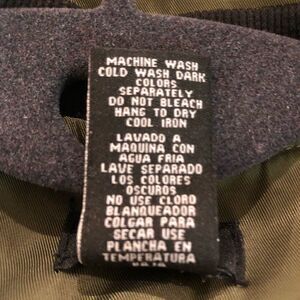 MACHINE WASH
COLD WASH DARK
COLORS
SEPARATELY
DO NOT BLEACH
HANG TO DRY
COOL IRON
LAVADO A
MAQUINA CON
AGUA FRIA
LAVE SEPARADO
LOS COLORES
OSCUROS
NO USE CLORO
BLANQUEADOR
COLGAR PARA
SECAR USE
PLANCHA EN
TEMPERATURA
BAJA